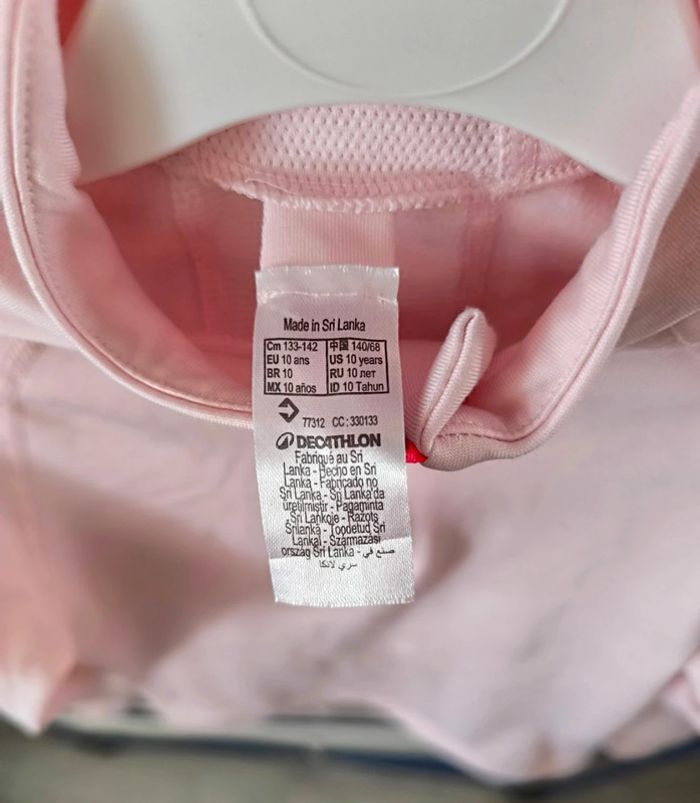 Made in Sri Lanka
Cm 133-142 中国 140/68
EU 10 ans US 10 years
BR 10 RU 10 лет
MX 10 años ID 10 Tahun
77312 CC : 330133
DECATHLON
Fabriqué au Sri
Lanka - Hecho en Sri
Lanka - Fabricado no
Sri Lanka - Sri Lanka'da
üretilmiştir - Pagaminta
Šri Lankoje - Ražots
Šrilankā - Toodetud Sri
Lankal - Származási
ország Sri Lanka - صنع في
سري لانكا